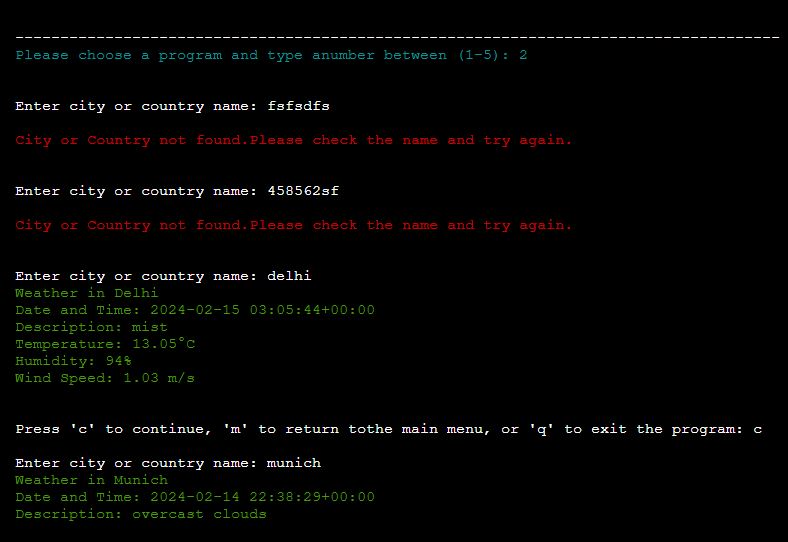 --------------------------------------------------------------------------------
Please choose a program and type anumber between (1-5): 2
Enter city or country name: fsfsdfs
City or Country not found.Please check the name and try again.
Enter city or country name: 458562sf
City or Country not found.Please check the name and try again.
Enter city or country name: delhi
Weather in Delhi
Date and Time: 2024-02-15 03:05:44+00:00
Description: mist
Temperature: 13.05°C
Humidity: 94%
Wind Speed: 1.03 m/s
Press 'c' to continue, 'm' to return tothe main menu, or 'q' to exit the program: c
Enter city or country name: munich
Weather in Munich
Date and Time: 2024-02-14 22:38:29+00:00
Description: overcast clouds